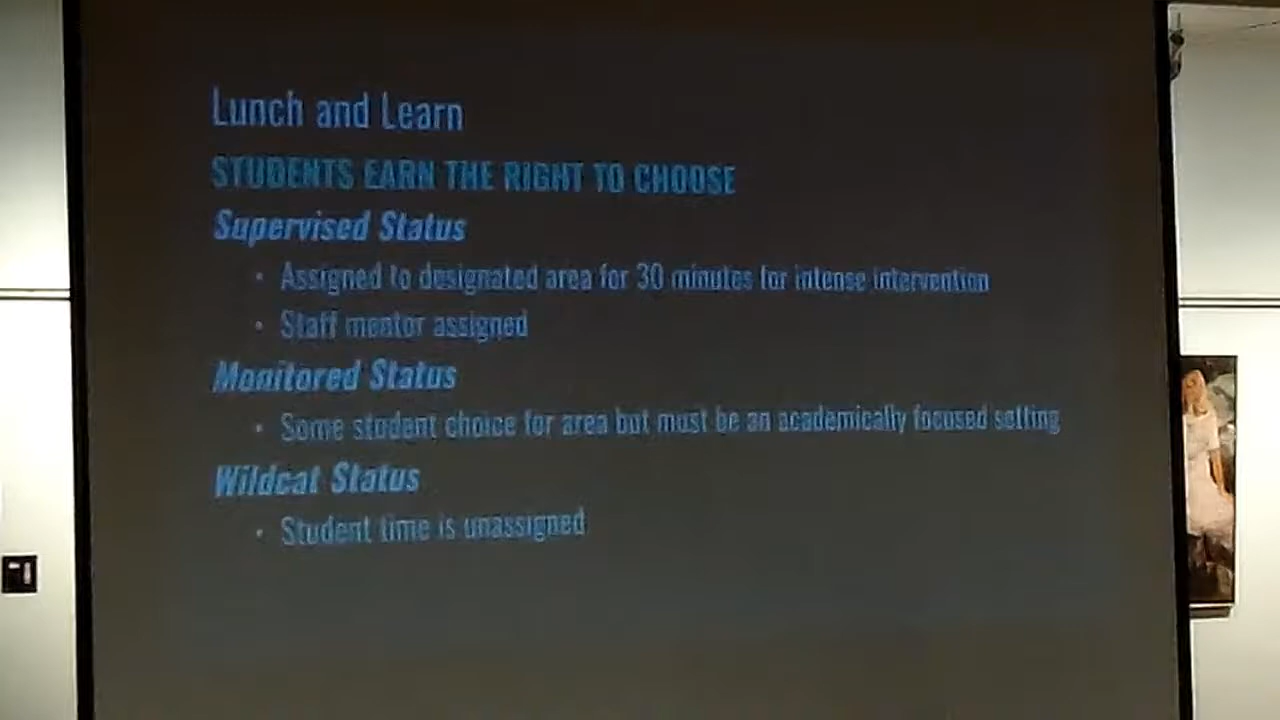 Lunch and Learn
STUDENTS EARN THE RIGHT TO CHOOSE
Supervised Status
· Assigned to designated area for 30 minutes for intense intervention
· Staff mentor assigned
Monitored Status
· Some student choice for area but must be an academically focused setting
Wildcat Status
· Student time is unassigned